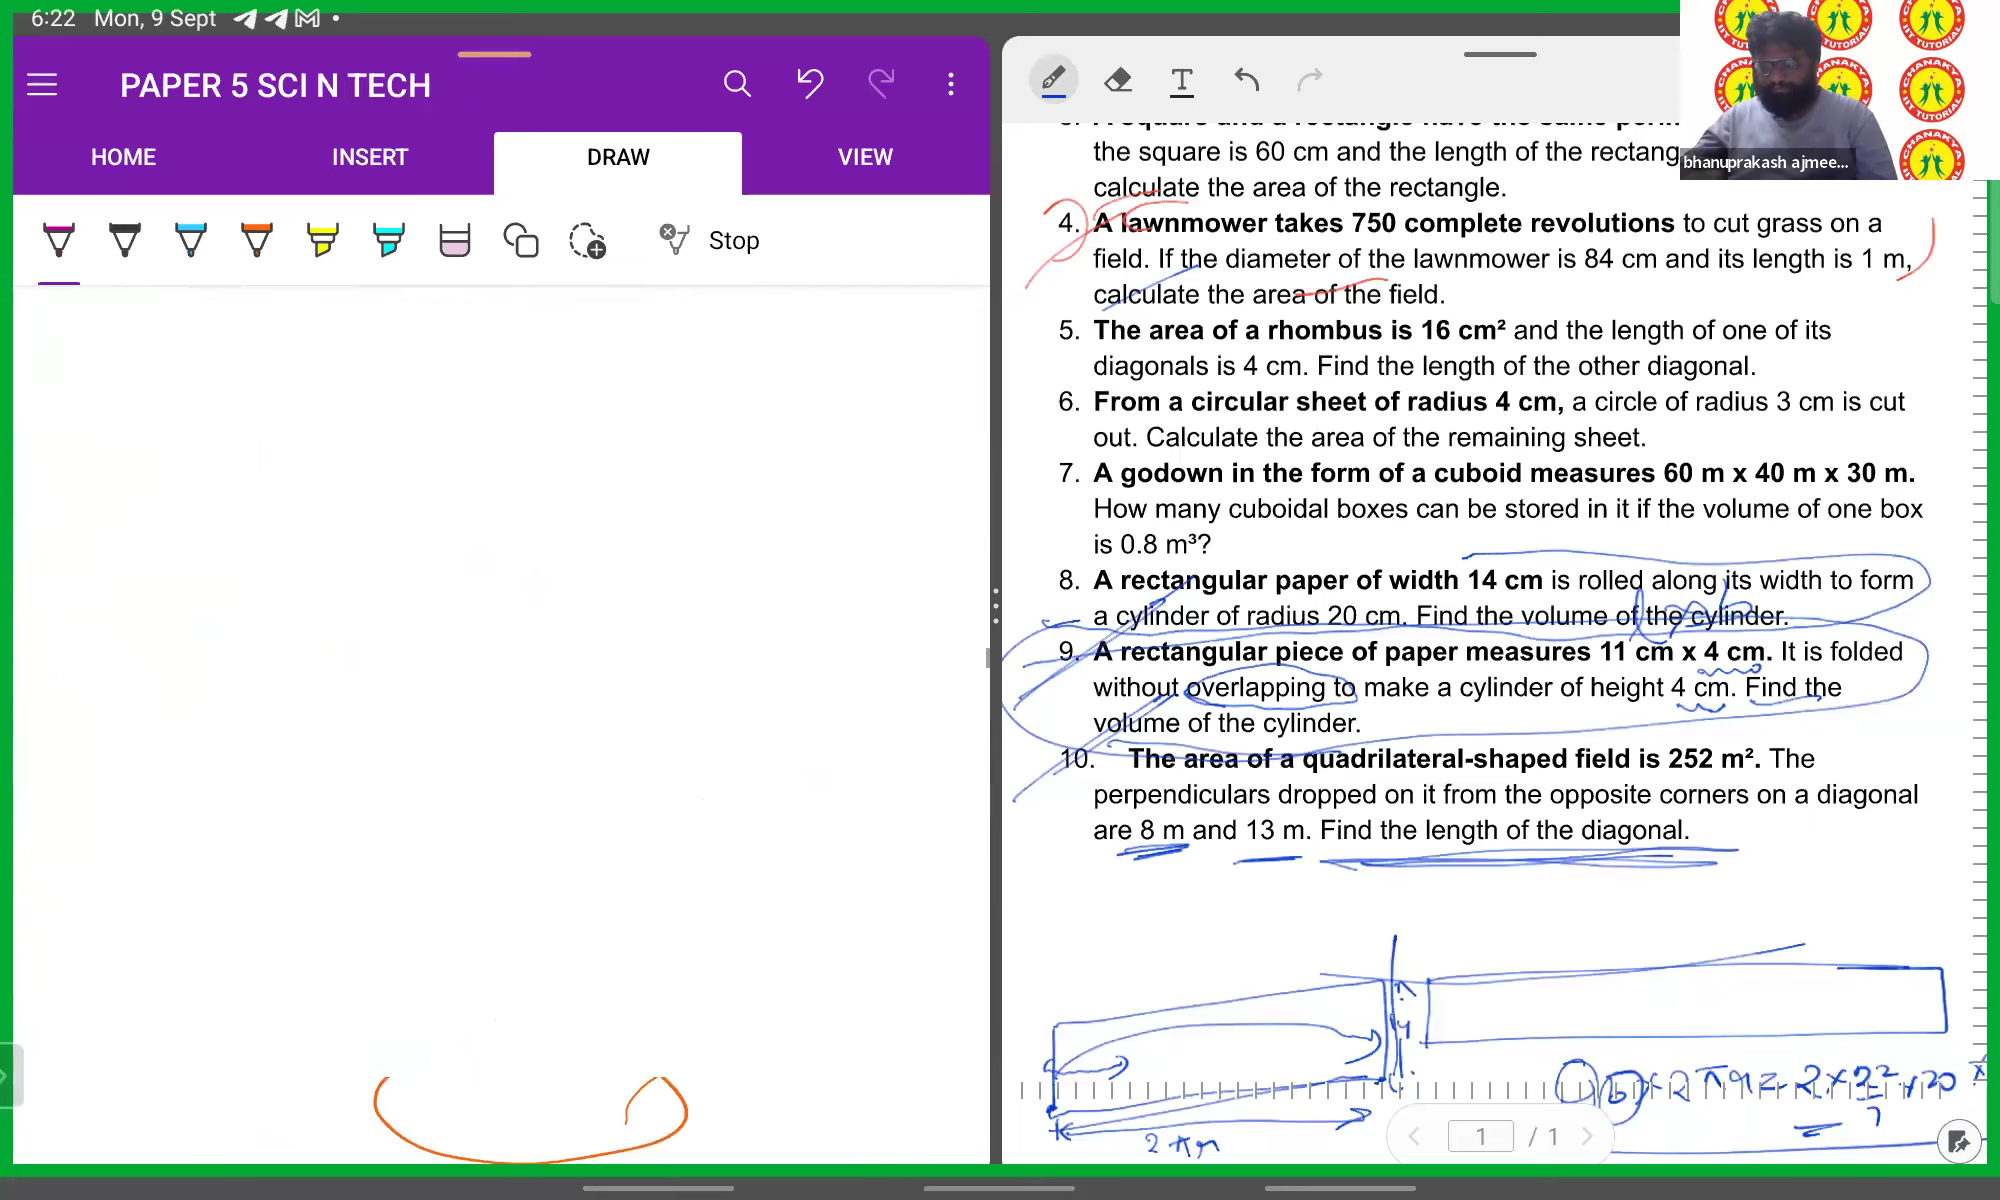 6:22 Mon, 9 Sept
PAPER 5 SCI N TECH
HOME INSERT DRAW VIEW
Stop
the square is 60 cm and the length of the rectang
calculate the area of the rectangle.
4. A lawnmower takes 750 complete revolutions to cut grass on a
field. If the diameter of the lawnmower is 84 cm and its length is 1 m,
calculate the area of the field.
5. The area of a rhombus is 16 cm² and the length of one of its
diagonals is 4 cm. Find the length of the other diagonal.
6. From a circular sheet of radius 4 cm, a circle of radius 3 cm is cut
out. Calculate the area of the remaining sheet.
7. A godown in the form of a cuboid measures 60 m x 40 m x 30 m.
How many cuboidal boxes can be stored in it if the volume of one box
is 0.8 m³?
8. A rectangular paper of width 14 cm is rolled along its width to form
a cylinder of radius 20 cm. Find the volume of the cylinder.
9. A rectangular piece of paper measures 11 cm x 4 cm. It is folded
without overlapping to make a cylinder of height 4 cm. Find the
volume of the cylinder.
10. The area of a quadrilateral-shaped field is 252 m². The
perpendiculars dropped on it from the opposite corners on a diagonal
are 8 m and 13 m. Find the length of the diagonal.
2πr
1 / 1
bhanuprakash ajmee...
CHANAKYA
IIT TUTORIAL